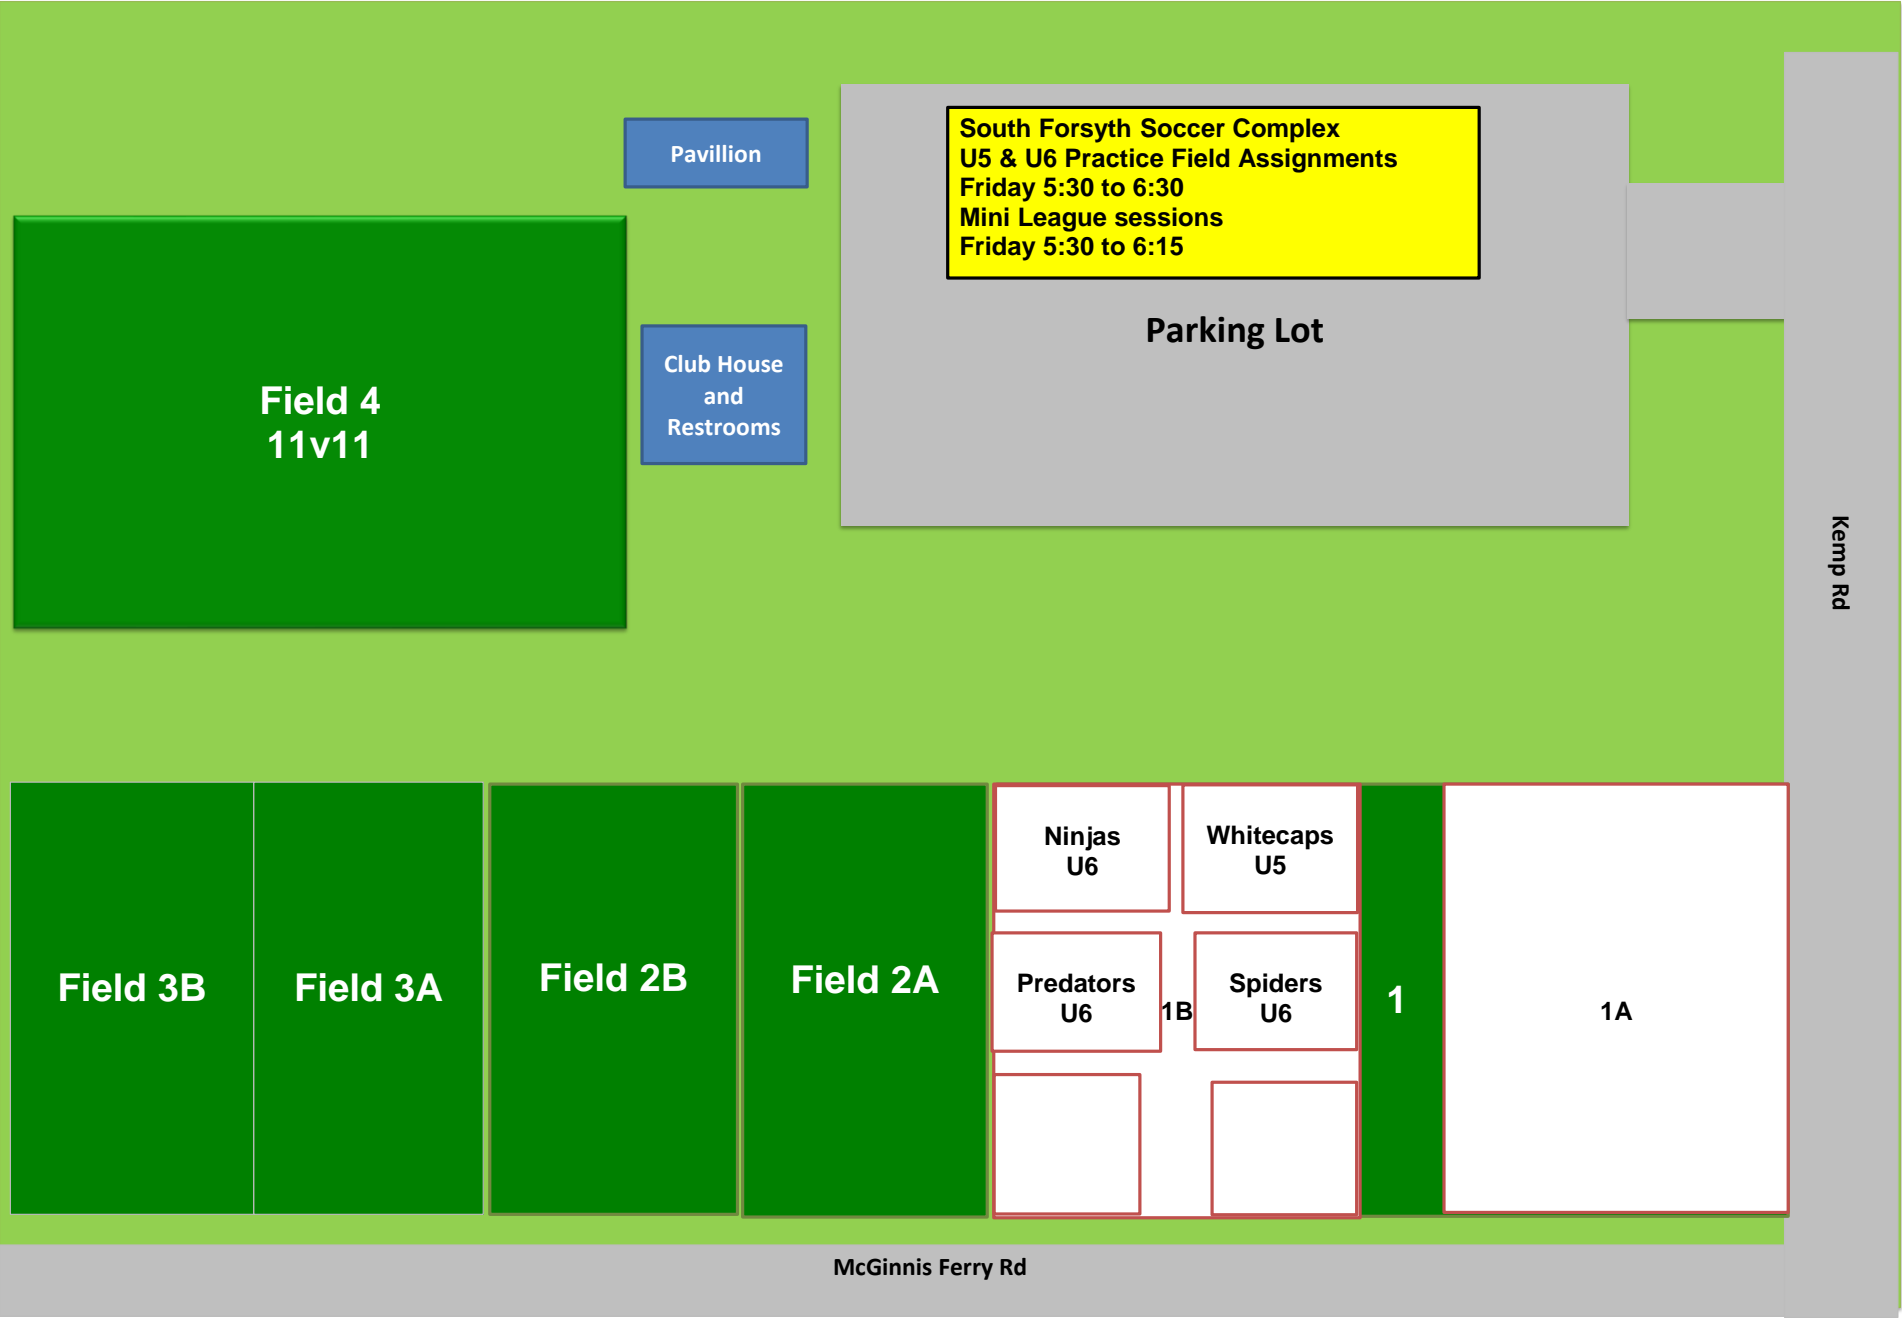 Pavillion
South Forsyth Soccer Complex
U5 & U6 Practice Field Assignments
Friday 5:30 to 6:30
Mini League sessions
Friday 5:30 to 6:15
Parking Lot
Club House
and
Restrooms
Field 4
11v11
Kemp Rd
Ninjas
U6
Whitecaps
U5
Field 3B
Field 3A
Field 2B
Field 2A
Predators
U6
1B
Spiders
U6
1
1A
McGinnis Ferry Rd